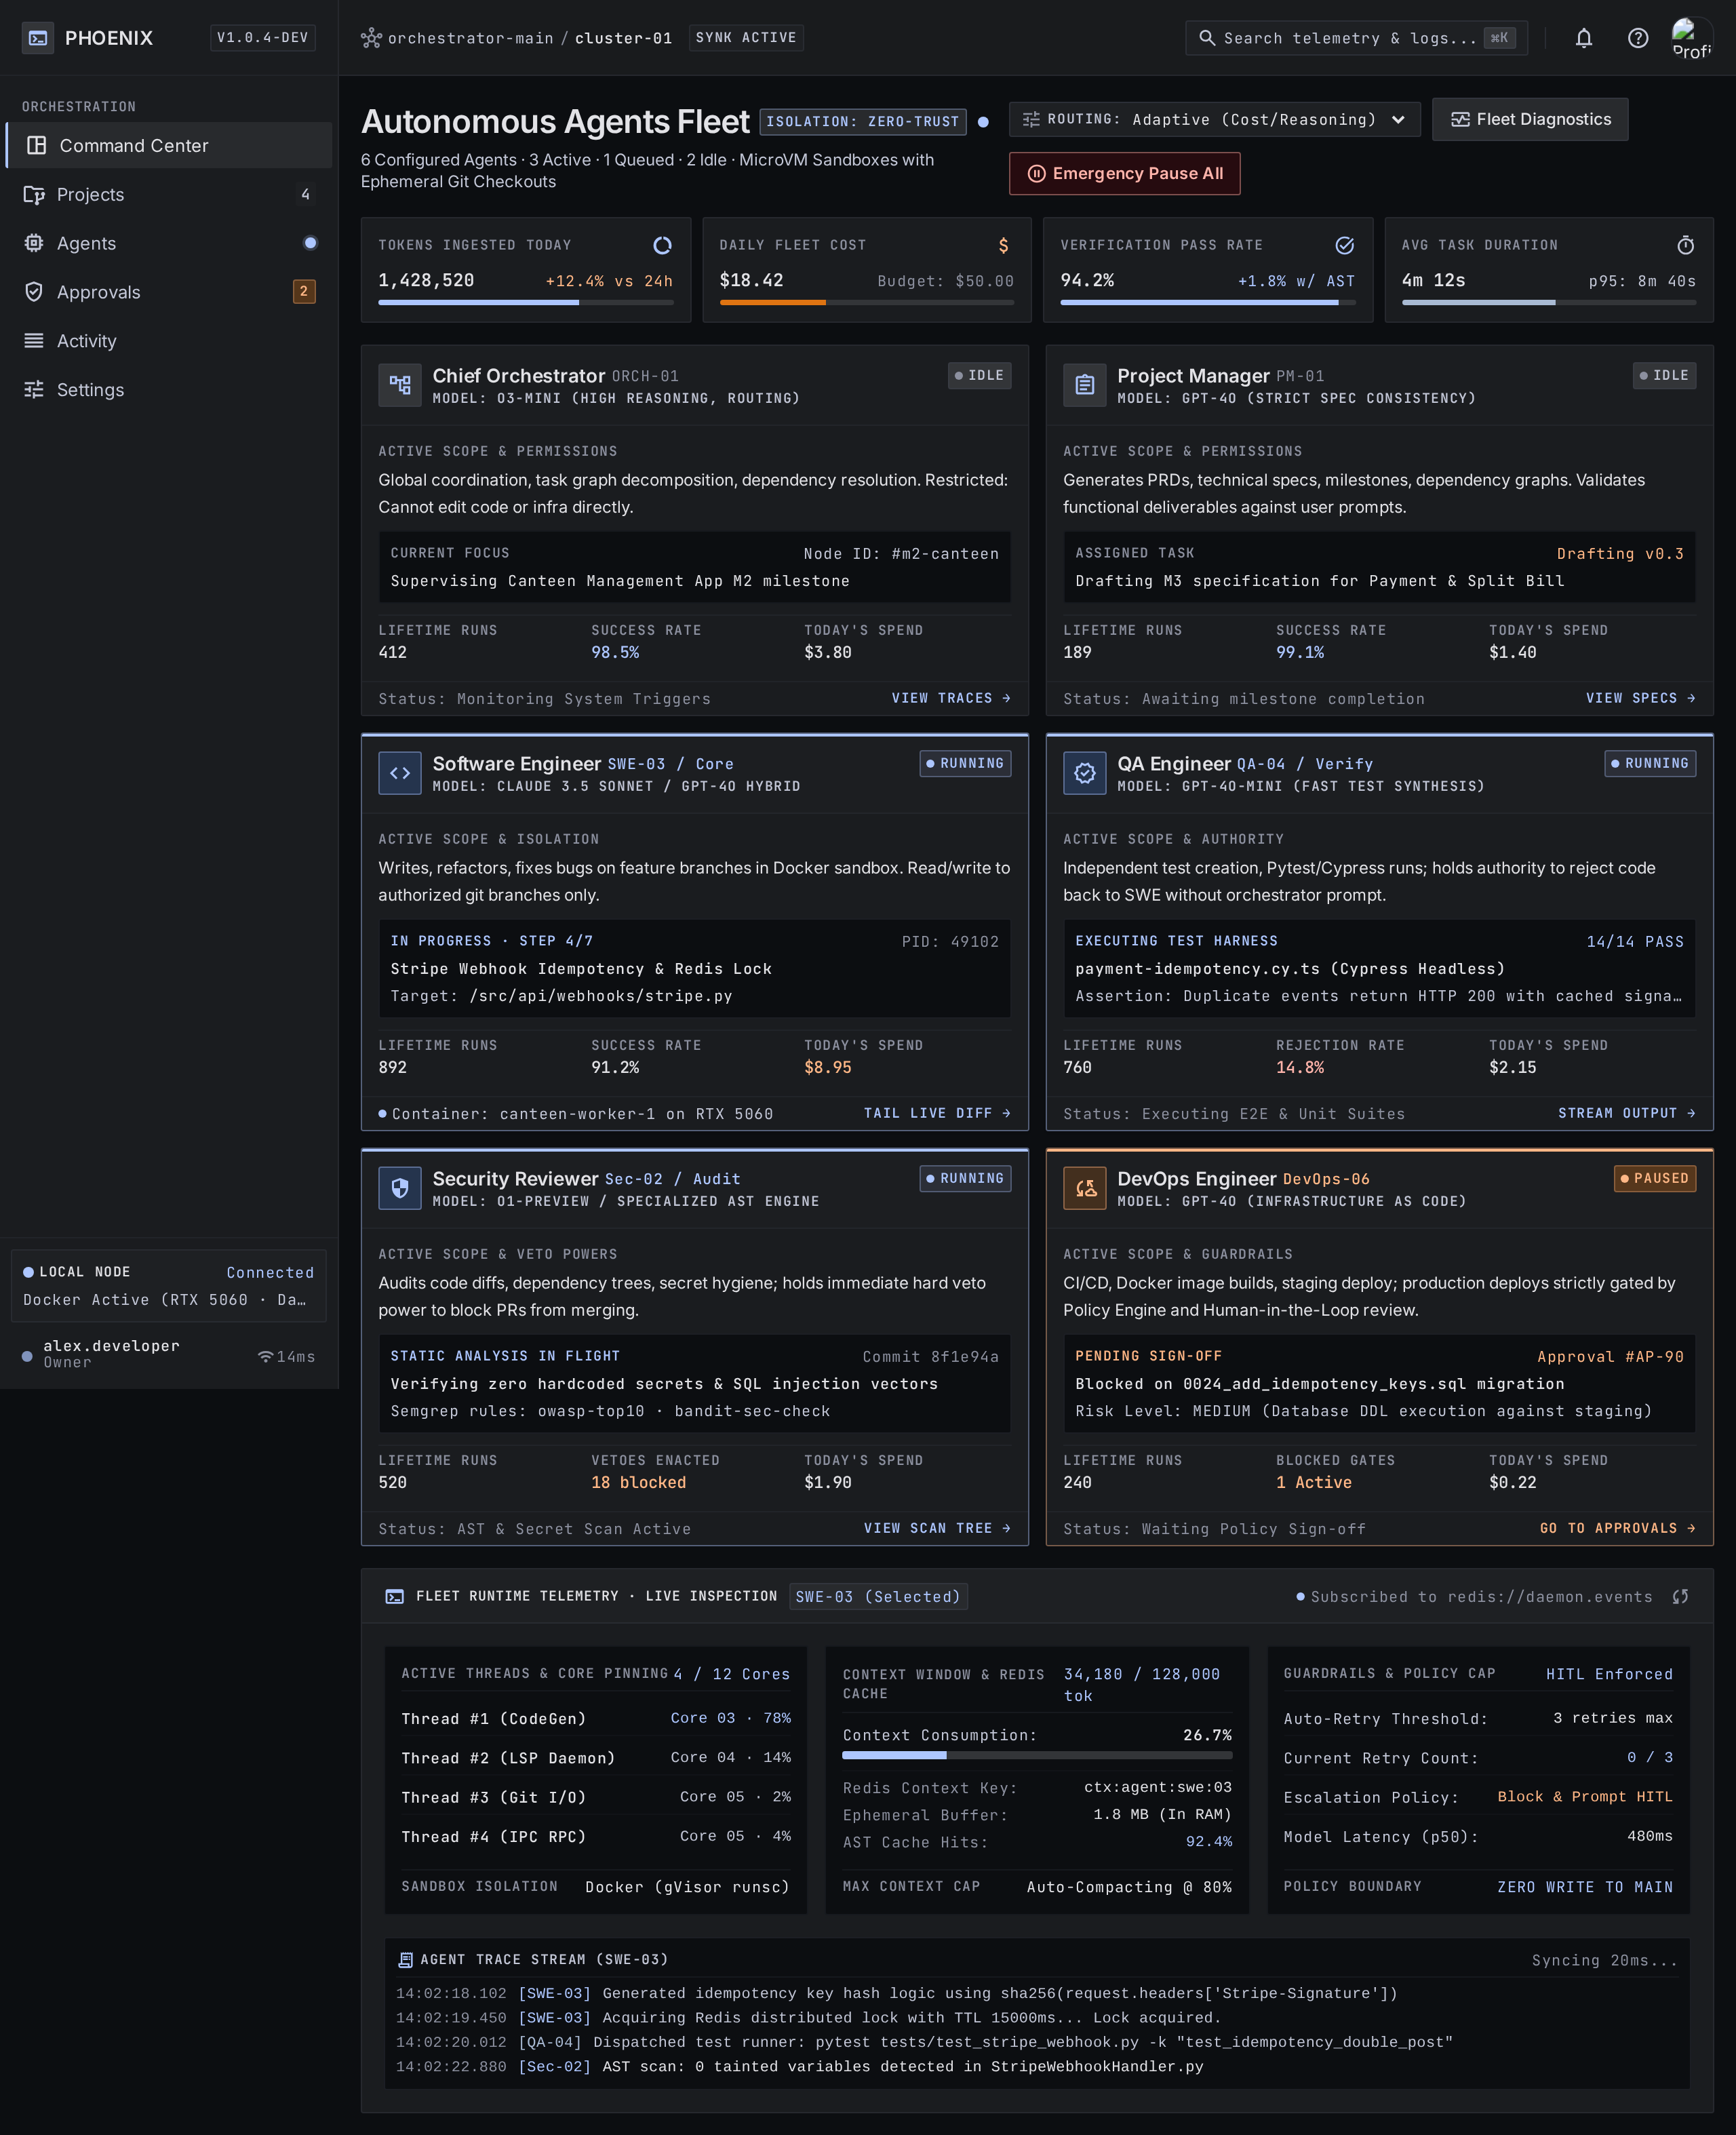 PHOENIX
V1.0.4-DEV
orchestrator-main / cluster-01
SYNK ACTIVE
Search telemetry & logs...
⌘K
Profi
ORCHESTRATION
Command Center
Projects
4
Agents
Approvals
2
Activity
Settings
LOCAL NODE
Connected
Docker Active (RTX 5060 · Da…
alex.developer
Owner
14ms
Autonomous Agents Fleet
ISOLATION: ZERO-TRUST
6 Configured Agents · 3 Active · 1 Queued · 2 Idle · MicroVM Sandboxes with
Ephemeral Git Checkouts
ROUTING: Adaptive (Cost/Reasoning)
Fleet Diagnostics
Emergency Pause All
TOKENS INGESTED TODAY
1,428,520
+12.4% vs 24h
DAILY FLEET COST
$
$18.42
Budget: $50.00
VERIFICATION PASS RATE
94.2%
+1.8% w/ AST
AVG TASK DURATION
4m 12s
p95: 8m 40s
Chief Orchestrator ORCH-01
IDLE
MODEL: O3-MINI (HIGH REASONING, ROUTING)
ACTIVE SCOPE & PERMISSIONS
Global coordination, task graph decomposition, dependency resolution. Restricted:
Cannot edit code or infra directly.
CURRENT FOCUS
Node ID: #m2-canteen
Supervising Canteen Management App M2 milestone
LIFETIME RUNS
SUCCESS RATE
TODAY'S SPEND
412
98.5%
$3.80
Status: Monitoring System Triggers
VIEW TRACES →
Project Manager PM-01
IDLE
MODEL: GPT-4O (STRICT SPEC CONSISTENCY)
ACTIVE SCOPE & PERMISSIONS
Generates PRDs, technical specs, milestones, dependency graphs. Validates
functional deliverables against user prompts.
ASSIGNED TASK
Drafting v0.3
Drafting M3 specification for Payment & Split Bill
LIFETIME RUNS
SUCCESS RATE
TODAY'S SPEND
189
99.1%
$1.40
Status: Awaiting milestone completion
VIEW SPECS →
Software Engineer SWE-03 / Core
RUNNING
MODEL: CLAUDE 3.5 SONNET / GPT-4O HYBRID
ACTIVE SCOPE & ISOLATION
Writes, refactors, fixes bugs on feature branches in Docker sandbox. Read/write to
authorized git branches only.
IN PROGRESS · STEP 4/7
PID: 49102
Stripe Webhook Idempotency & Redis Lock
Target: /src/api/webhooks/stripe.py
LIFETIME RUNS
SUCCESS RATE
TODAY'S SPEND
892
91.2%
$8.95
Container: canteen-worker-1 on RTX 5060
TAIL LIVE DIFF →
QA Engineer QA-04 / Verify
RUNNING
MODEL: GPT-4O-MINI (FAST TEST SYNTHESIS)
ACTIVE SCOPE & AUTHORITY
Independent test creation, Pytest/Cypress runs; holds authority to reject code
back to SWE without orchestrator prompt.
EXECUTING TEST HARNESS
14/14 PASS
payment-idempotency.cy.ts (Cypress Headless)
Assertion: Duplicate events return HTTP 200 with cached signa…
LIFETIME RUNS
REJECTION RATE
TODAY'S SPEND
760
14.8%
$2.15
Status: Executing E2E & Unit Suites
STREAM OUTPUT →
Security Reviewer Sec-02 / Audit
RUNNING
MODEL: O1-PREVIEW / SPECIALIZED AST ENGINE
ACTIVE SCOPE & VETO POWERS
Audits code diffs, dependency trees, secret hygiene; holds immediate hard veto
power to block PRs from merging.
STATIC ANALYSIS IN FLIGHT
Commit 8f1e94a
Verifying zero hardcoded secrets & SQL injection vectors
Semgrep rules: owasp-top10 · bandit-sec-check
LIFETIME RUNS
VETOES ENACTED
TODAY'S SPEND
520
18 blocked
$1.90
Status: AST & Secret Scan Active
VIEW SCAN TREE →
DevOps Engineer DevOps-06
PAUSED
MODEL: GPT-4O (INFRASTRUCTURE AS CODE)
ACTIVE SCOPE & GUARDRAILS
CI/CD, Docker image builds, staging deploy; production deploys strictly gated by
Policy Engine and Human-in-the-Loop review.
PENDING SIGN-OFF
Approval #AP-90
Blocked on 0024_add_idempotency_keys.sql migration
Risk Level: MEDIUM (Database DDL execution against staging)
LIFETIME RUNS
BLOCKED GATES
TODAY'S SPEND
240
1 Active
$0.22
Status: Waiting Policy Sign-off
GO TO APPROVALS →
FLEET RUNTIME TELEMETRY · LIVE INSPECTION
SWE-03 (Selected)
Subscribed to redis://daemon.events
ACTIVE THREADS & CORE PINNING
4 / 12 Cores
Thread #1 (CodeGen)
Core 03 · 78%
Thread #2 (LSP Daemon)
Core 04 · 14%
Thread #3 (Git I/O)
Core 05 · 2%
Thread #4 (IPC RPC)
Core 05 · 4%
SANDBOX ISOLATION
Docker (gVisor runsc)
CONTEXT WINDOW & REDIS
CACHE
34,180 / 128,000
tok
Context Consumption:
26.7%
Redis Context Key:
ctx:agent:swe:03
Ephemeral Buffer:
1.8 MB (In RAM)
AST Cache Hits:
92.4%
MAX CONTEXT CAP
Auto-Compacting @ 80%
GUARDRAILS & POLICY CAP
HITL Enforced
Auto-Retry Threshold:
3 retries max
Current Retry Count:
0 / 3
Escalation Policy:
Block & Prompt HITL
Model Latency (p50):
480ms
POLICY BOUNDARY
ZERO WRITE TO MAIN
AGENT TRACE STREAM (SWE-03)
Syncing 20ms...
14:02:18.102 [SWE-03] Generated idempotency key hash logic using sha256(request.headers['Stripe-Signature'])
14:02:19.450 [SWE-03] Acquiring Redis distributed lock with TTL 15000ms... Lock acquired.
14:02:20.012 [QA-04] Dispatched test runner: pytest tests/test_stripe_webhook.py -k "test_idempotency_double_post"
14:02:22.880 [Sec-02] AST scan: 0 tainted variables detected in StripeWebhookHandler.py